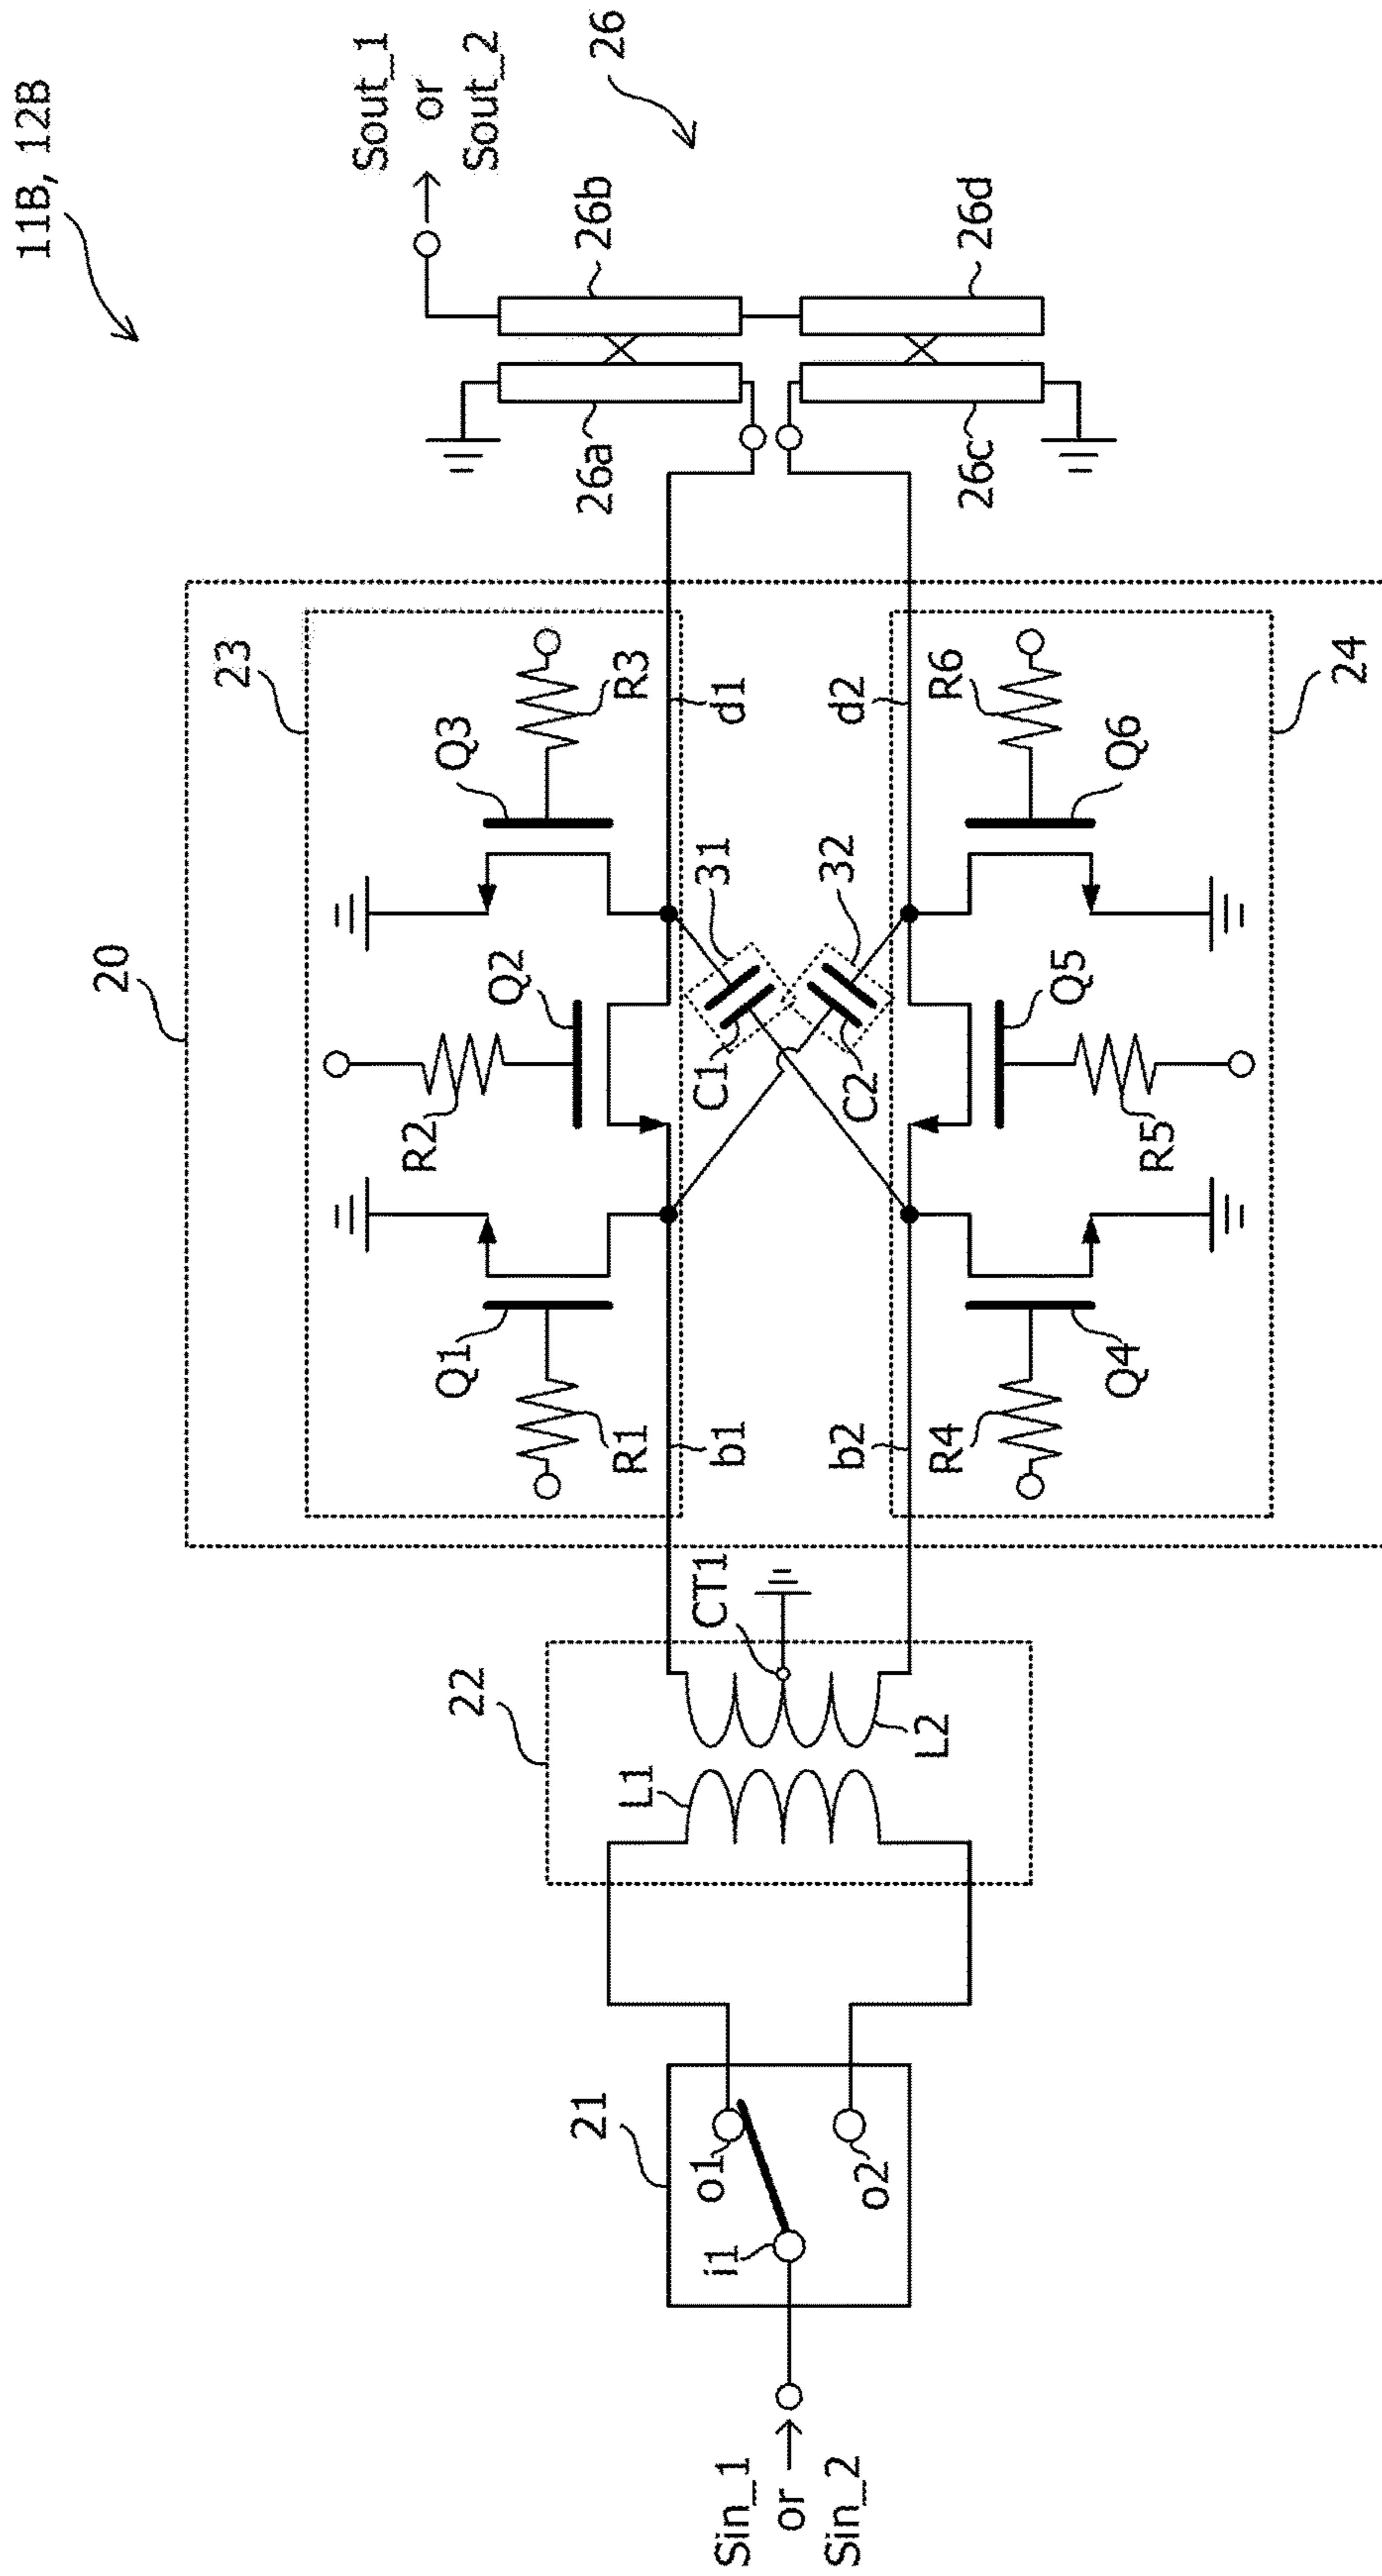 11B, 12B
Sout_1
or
Sout_2
26
26b
26d
26a
26c
20
23
Q3
R3
d1
d2
R6
Q6
24
Q2
R2
31
32
C1
C2
Q5
R5
Q1
R1
b1
b2
R4
Q4
CT1
22
L1
L2
21
o1
o2
i1
Sin_1
or
Sin_2